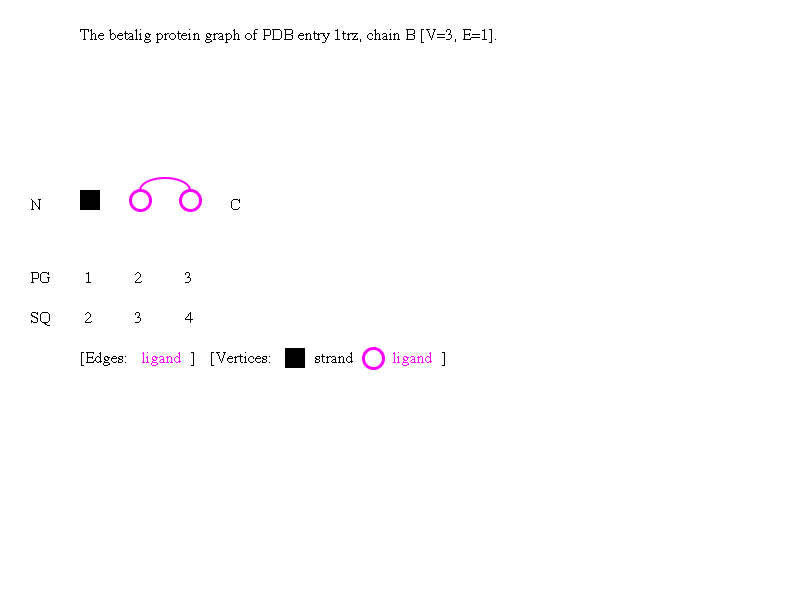 The betalig protein graph of PDB entry 1trz, chain B [V=3, E=1].
N C
PG 1 2 3
SQ 2 3 4
[Edges: ligand ] [Vertices: strand ligand ]